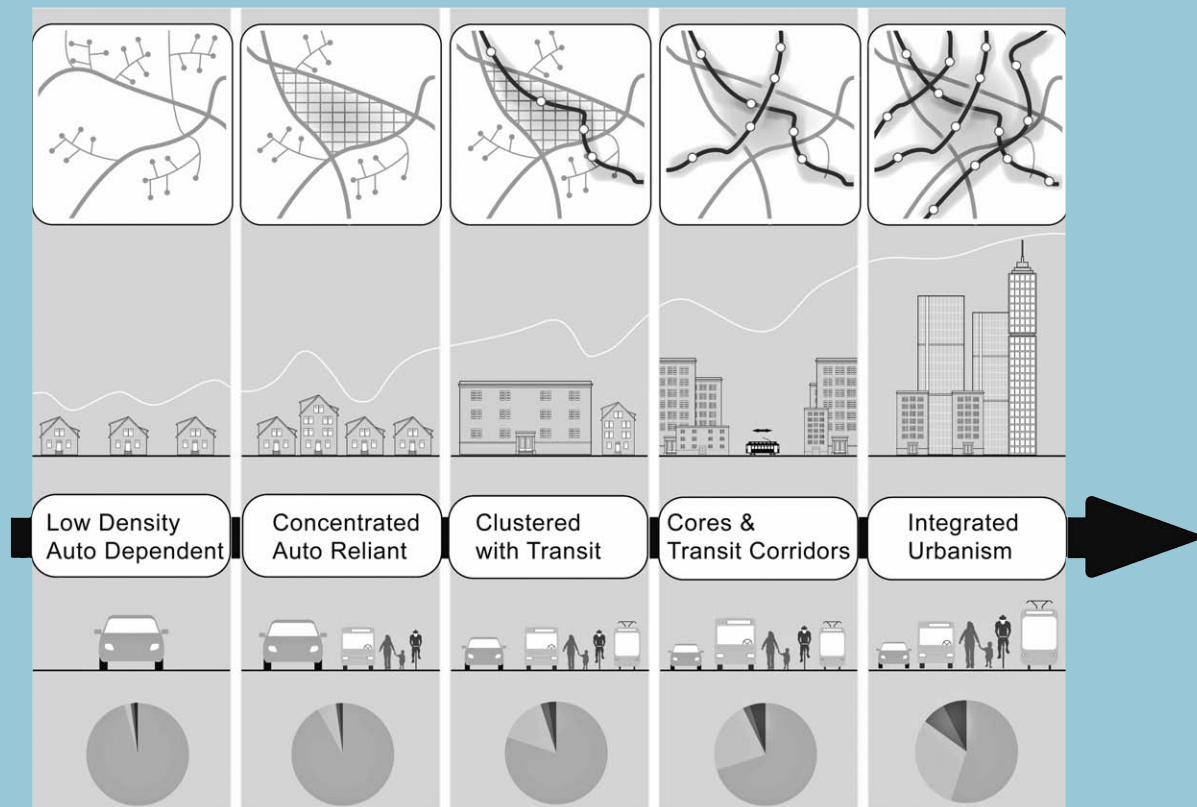 Low Density
Auto Dependent
Concentrated
Auto Reliant
Clustered
with Transit
Cores &
Transit Corridors
Integrated
Urbanism